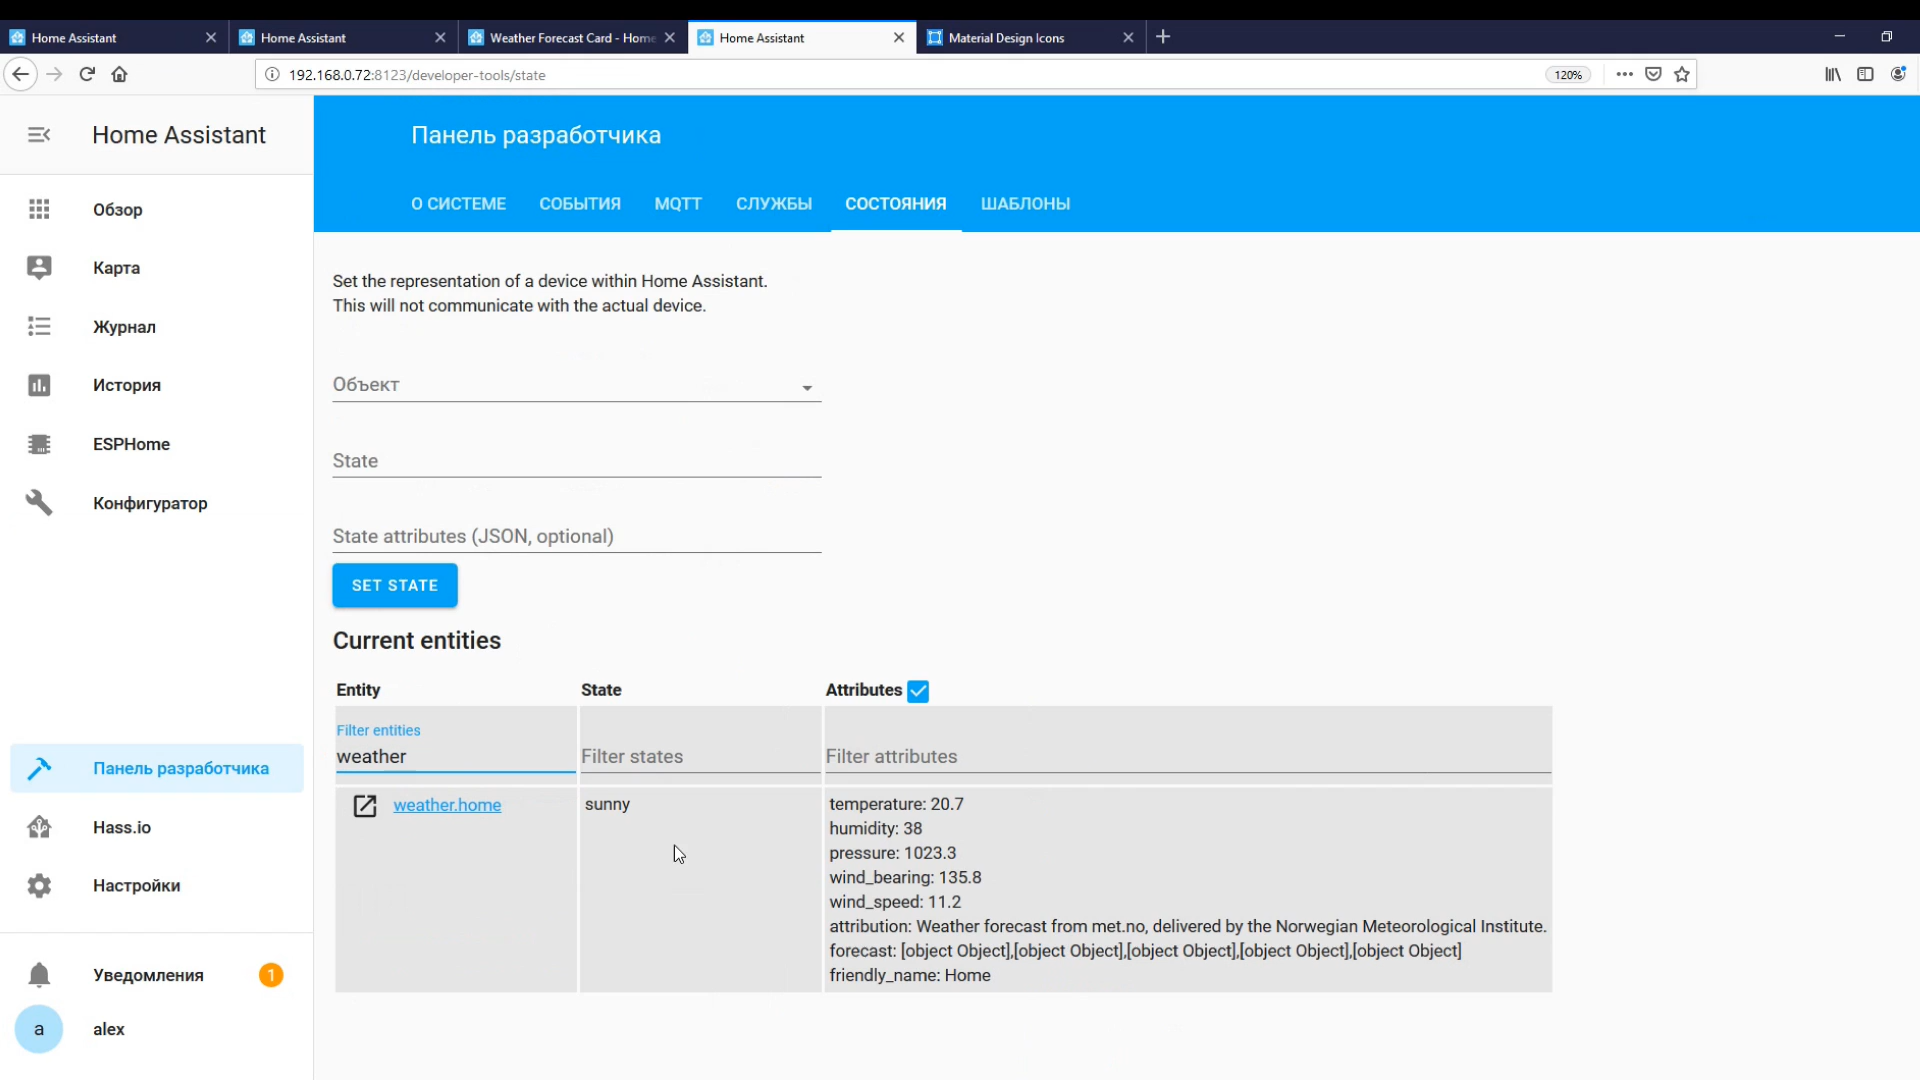 Home Assistant
Home Assistant
Weather Forecast Card - Home
Home Assistant
Material Design Icons
192.168.0.72:8123/developer-tools/state
120%
Home Assistant
Панель разработчика
О СИСТЕМЕ
СОБЫТИЯ
MQTT
СЛУЖБЫ
СОСТОЯНИЯ
ШАБЛОНЫ
Обзор
Карта
Журнал
История
ESPHome
Конфигуратор
Панель разработчика
Hass.io
Настройки
Уведомления
1
a
alex
Set the representation of a device within Home Assistant.
This will not communicate with the actual device.
Объект
State
State attributes (JSON, optional)
SET STATE
Current entities
Entity
State
Attributes
Filter entities
weather
Filter states
Filter attributes
weather.home
sunny
temperature: 20.7
humidity: 38
pressure: 1023.3
wind_bearing: 135.8
wind_speed: 11.2
attribution: Weather forecast from met.no, delivered by the Norwegian Meteorological Institute.
forecast: [object Object],[object Object],[object Object],[object Object],[object Object]
friendly_name: Home